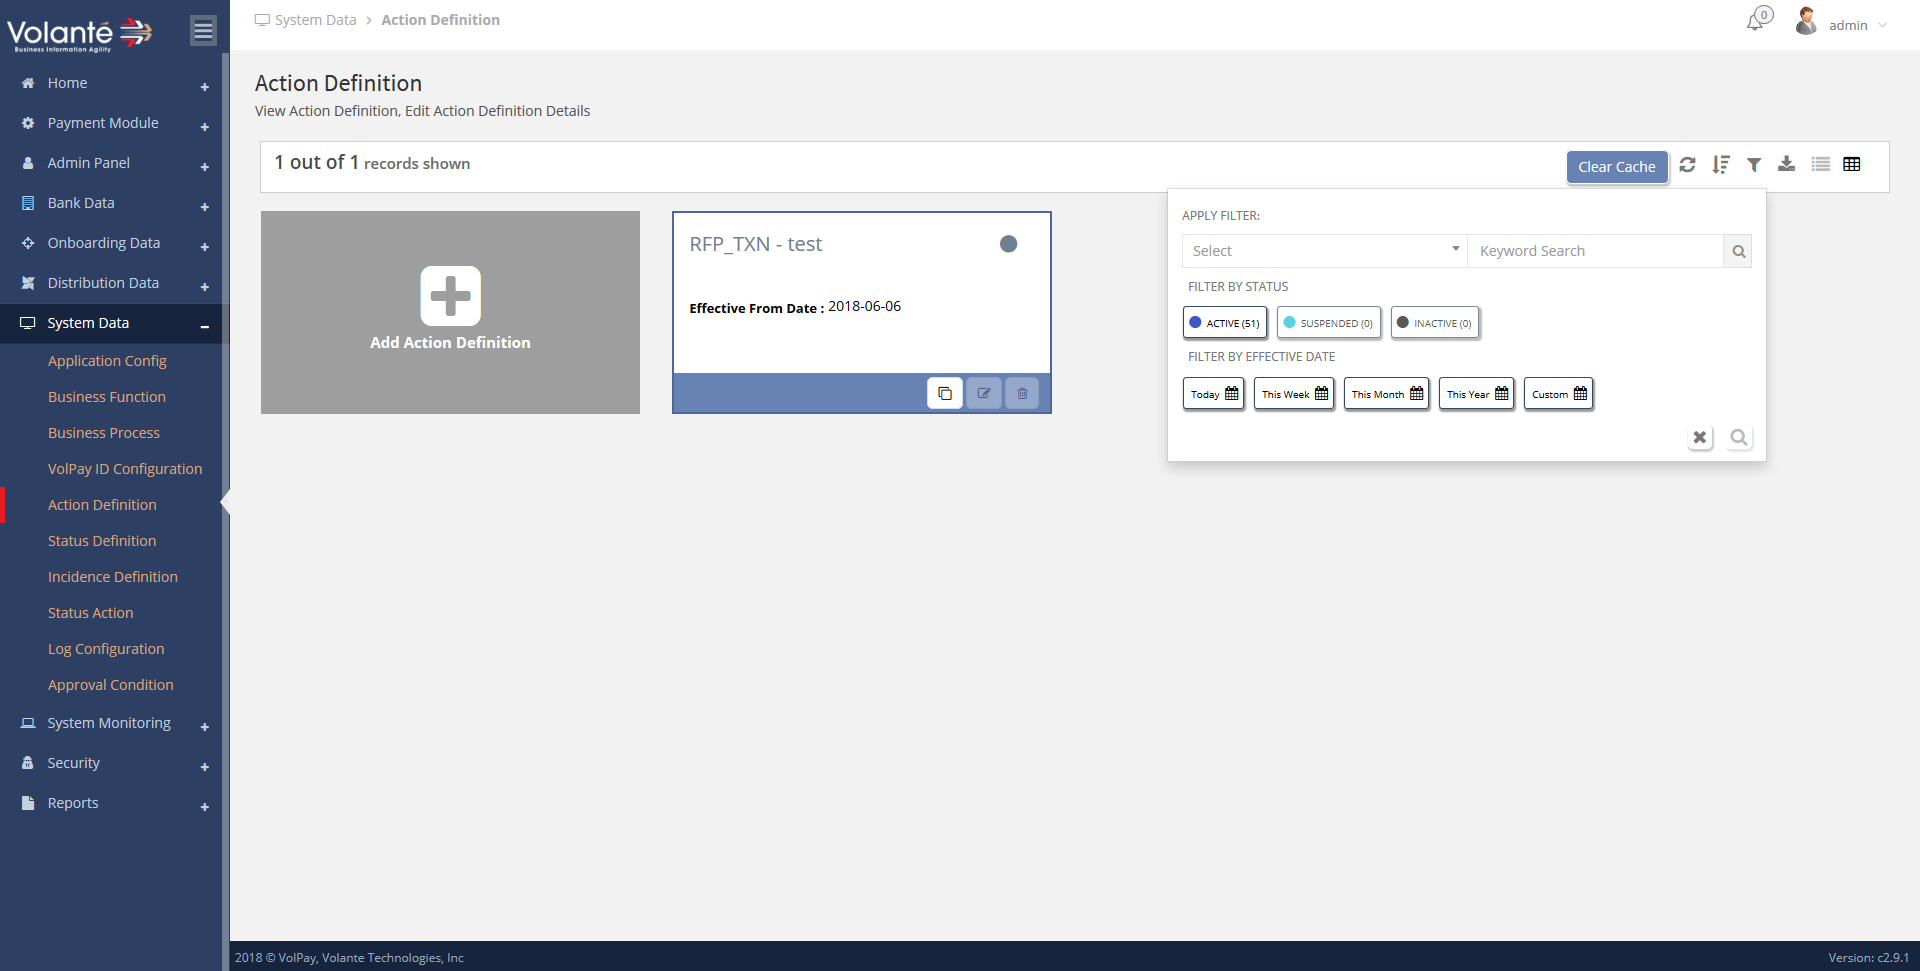 Volanté
Business Information Agility
System Data > Action Definition
0
admin
Home
Payment Module
Admin Panel
Bank Data
Onboarding Data
Distribution Data
System Data
Application Config
Business Function
Business Process
VolPay ID Configuration
Action Definition
Status Definition
Incidence Definition
Status Action
Log Configuration
Approval Condition
System Monitoring
Security
Reports
Action Definition
View Action Definition, Edit Action Definition Details
1 out of 1 records shown
Clear Cache
Add Action Definition
RFP_TXN - test
Effective From Date : 2018-06-06
APPLY FILTER:
Select
Keyword Search
FILTER BY STATUS
ACTIVE (51)
SUSPENDED (0)
INACTIVE (0)
FILTER BY EFFECTIVE DATE
Today
This Week
This Month
This Year
Custom
2018 © VolPay, Volante Technologies, Inc
Version: c2.9.1